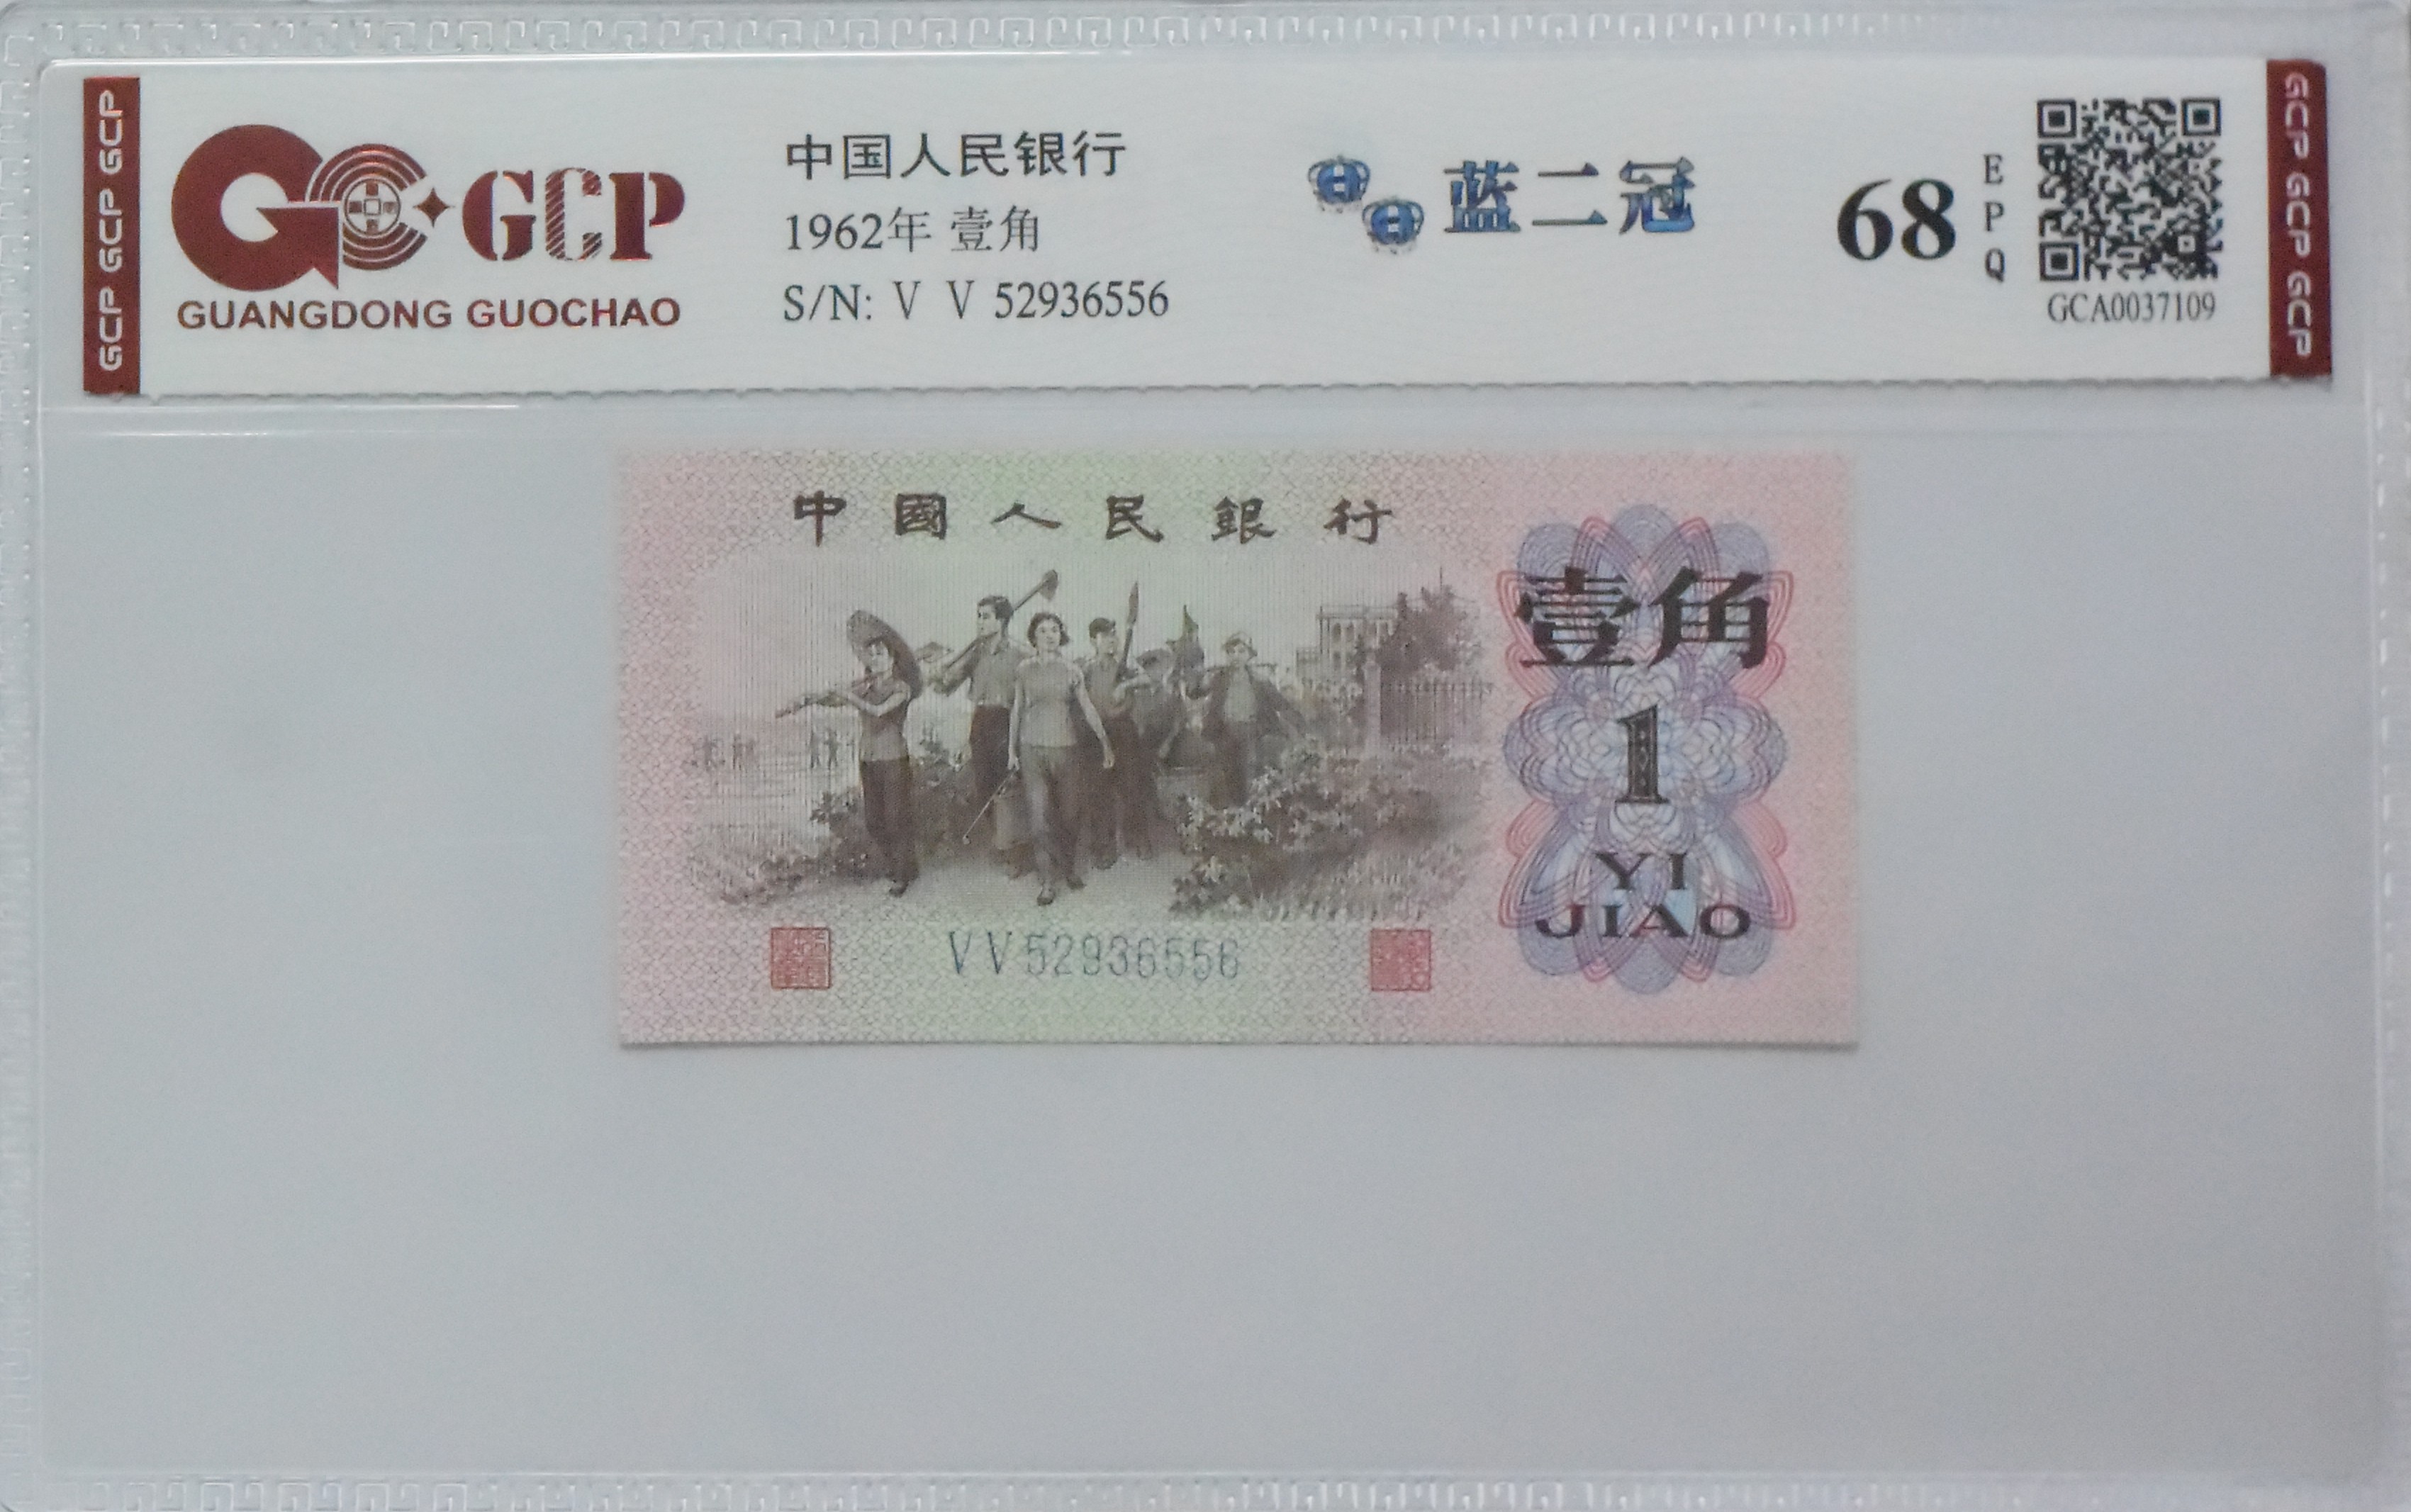 GCP GCP GCP
GCP
GUANGDONG GUOCHAO
中国人民银行
1962年 壹角
S/N: V V 52936556
蓝二冠
68
EPQ
GCA0037109
GCP GCP GCP
中國人民銀行
壹角
1
YI
JIAO
VV52936556